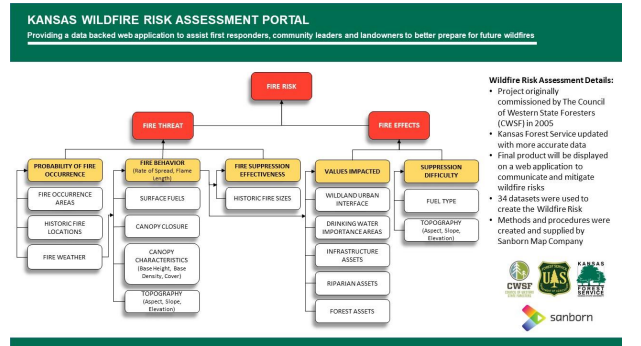 KANSAS WILDFIRE RISK ASSESSMENT PORTAL
Providing a data backed web application to assist first responders, community leaders and landowners to better prepare for future wildfires
FIRE RISK
FIRE THREAT
FIRE EFFECTS
PROBABILITY OF FIRE
OCCURRENCE
FIRE OCCURRENCE
AREAS
HISTORIC FIRE
LOCATIONS
FIRE WEATHER
FIRE BEHAVIOR
(Rate of Spread, Flame
Length)
SURFACE FUELS
CANOPY CLOSURE
CANOPY
CHARACTERISTICS
(Base Height, Base
Density, Cover)
TOPOGRAPHY
(Aspect, Slope,
Elevation)
FIRE SUPPRESSION
EFFECTIVENESS
HISTORIC FIRE SIZES
VALUES IMPACTED
WILDLAND URBAN
INTERFACE
DRINKING WATER
IMPORTANCE AREAS
INFRASTRUCTURE
ASSETS
RIPARIAN ASSETS
FOREST ASSETS
SUPPRESSION
DIFFICULTY
FUEL TYPE
TOPOGRAPHY
(Aspect, Slope,
Elevation)
Wildfire Risk Assessment Details:
• Project originally
commissioned by The Council
of Western State Foresters
(CWSF) in 2005
• Kansas Forest Service updated
with more accurate data
• Final product will be displayed
on a web application to
communicate and mitigate
wildfire risks
• 34 datasets were used to
create the Wildfire Risk
• Methods and procedures were
created and supplied by
Sanborn Map Company
CWSF
FOREST SERVICE
U S
KANSAS
FOREST
SERVICE
sanborn